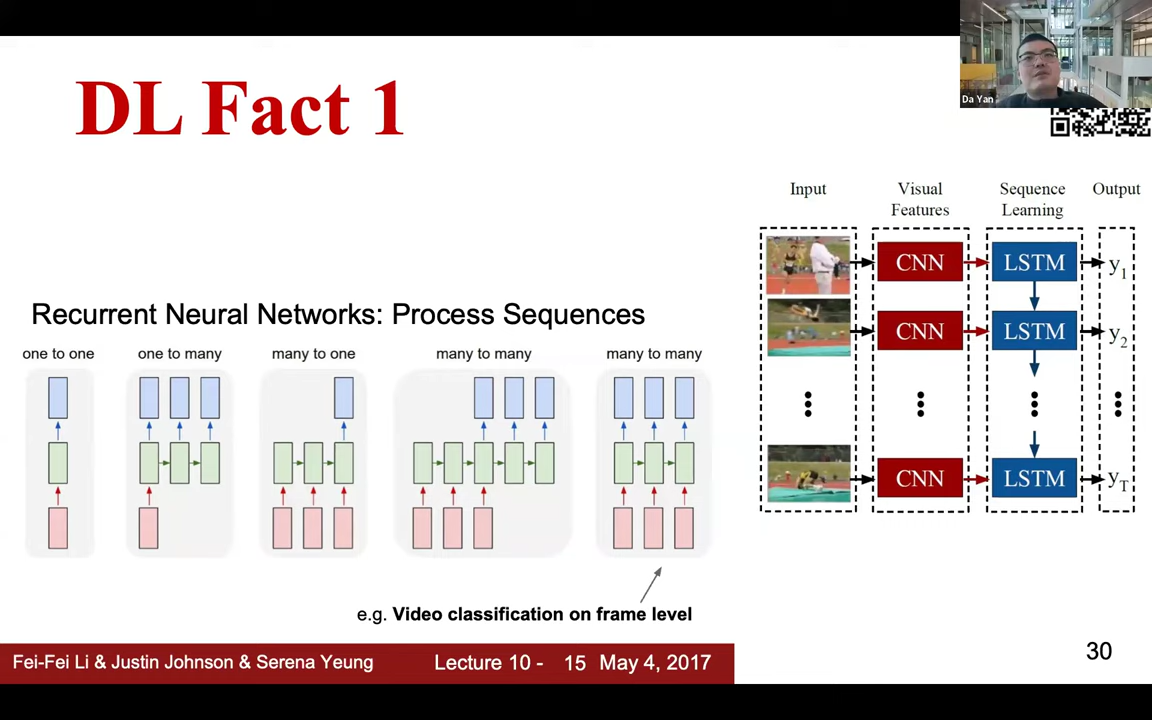 DL Fact 1
Da Yan
Input
Visual
Features
Sequence
Learning
Output
CNN
LSTM
y1
CNN
LSTM
y2
CNN
LSTM
yT
Recurrent Neural Networks: Process Sequences
one to one
one to many
many to one
many to many
many to many
e.g. Video classification on frame level
Fei-Fei Li & Justin Johnson & Serena Yeung
Lecture 10 - 15 May 4, 2017
30